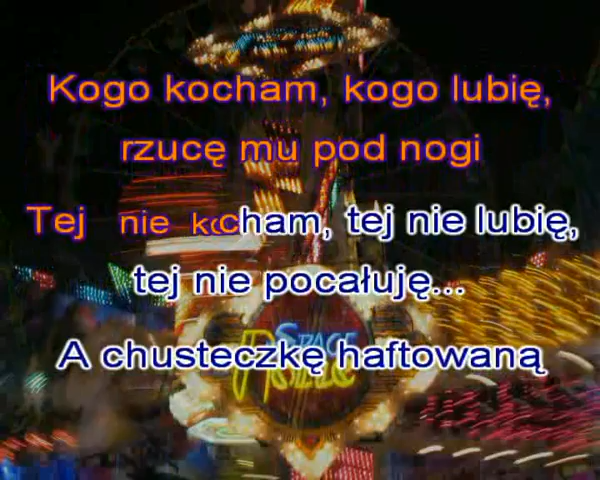 Kogo kocham, kogo lubię,
rzucę mu pod nogi
Tej nie kocham, tej nie lubię,
tej nie pocałuję...
SPACE
A chusteczkę haftowaną